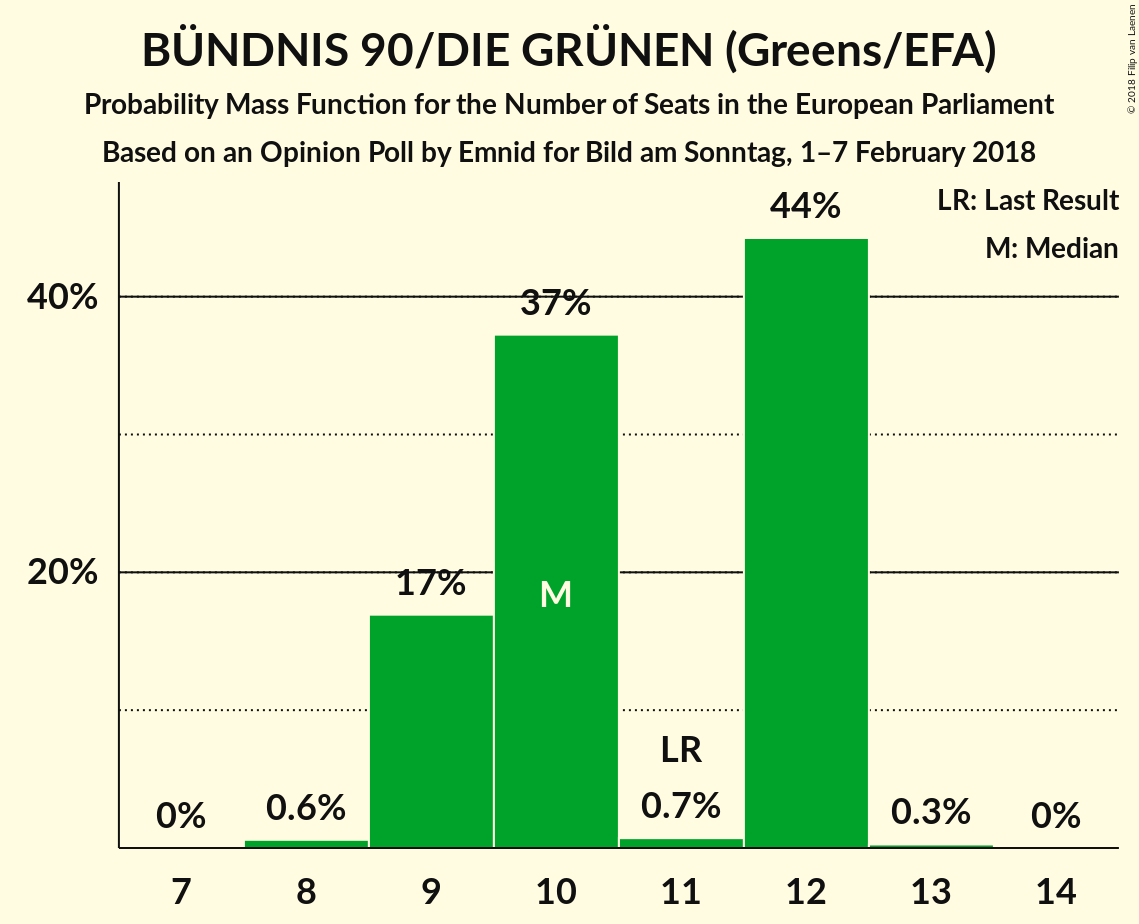 BÜNDNIS 90/DIE GRÜNEN (Greens/EFA)
Probability Mass Function for the Number of Seats in the European Parliament
Based on an Opinion Poll by Emnid for Bild am Sonntag, 1–7 February 2018
© 2018 Filip van Laenen
LR: Last Result
M: Median
44%
40%
37%
20%
17%
M
LR
0%
0.6%
0.7%
0.3%
0%
7 8 9 10 11 12 13 14